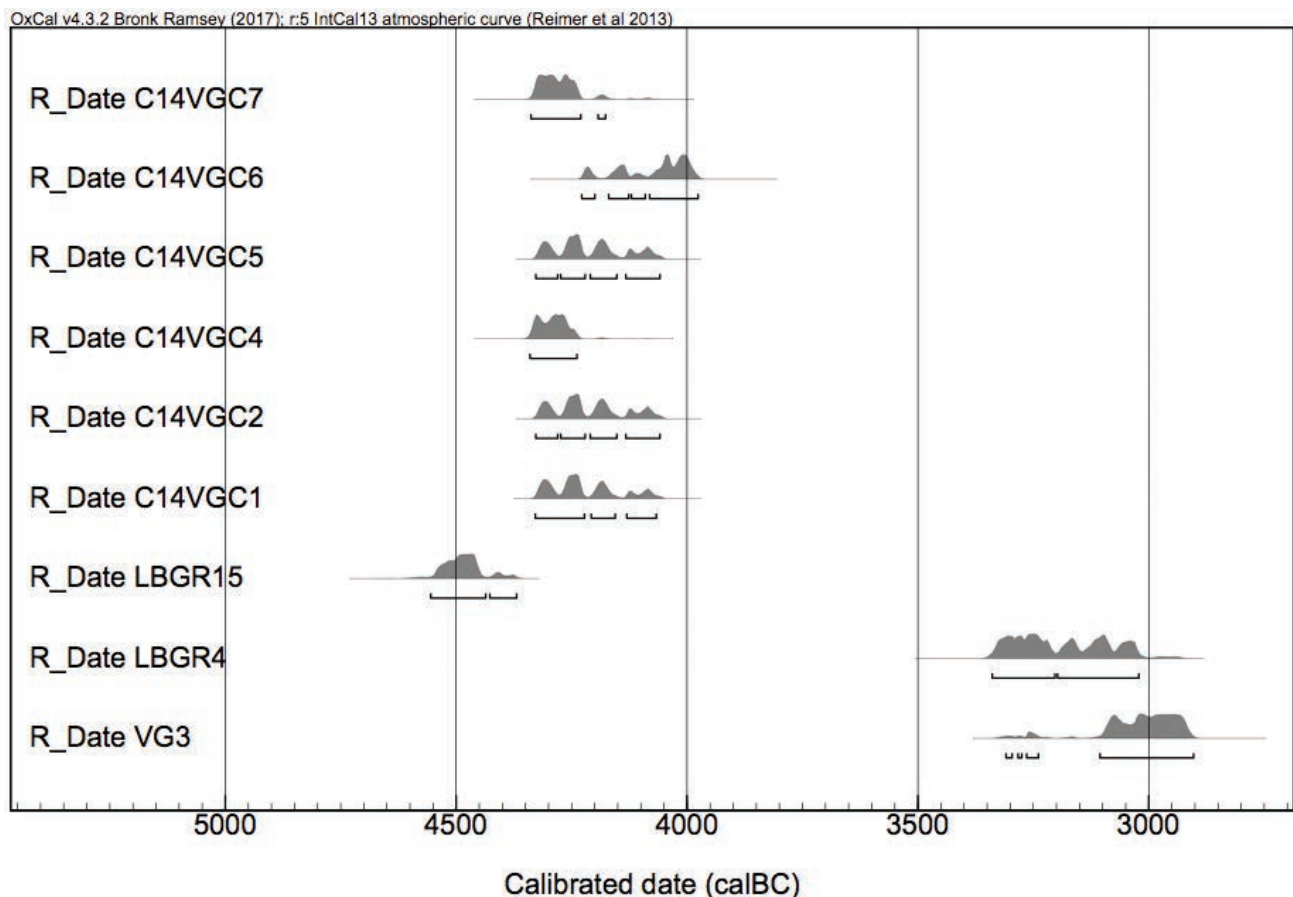 OxCal v4.3.2 Bronk Ramsey (2017); r:5 IntCal13 atmospheric curve (Reimer et al 2013)
R_Date C14VGC7
R_Date C14VGC6
R_Date C14VGC5
R_Date C14VGC4
R_Date C14VGC2
R_Date C14VGC1
R_Date LBGR15
R_Date LBGR4
R_Date VG3
5000 4500 4000 3500 3000
Calibrated date (calBC)